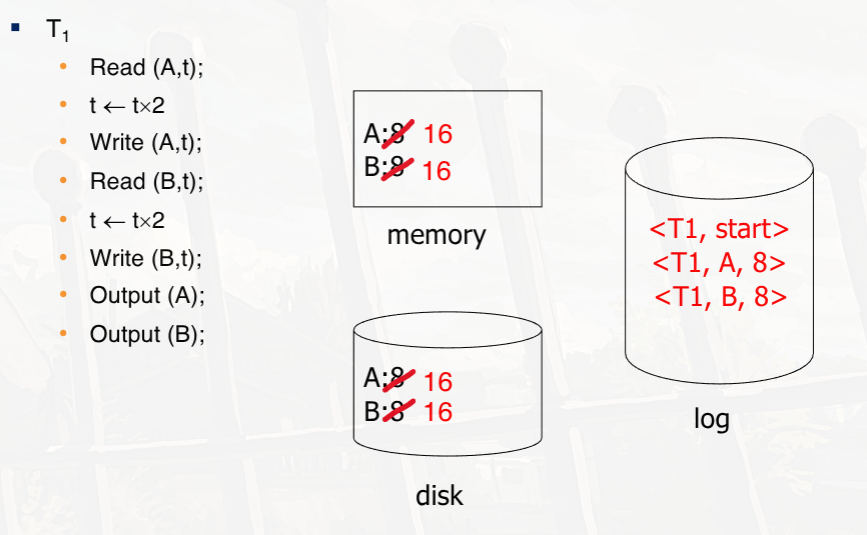 T1
Read (A,t);
t ← t×2
Write (A,t);
Read (B,t);
t ← t×2
Write (B,t);
Output (A);
Output (B);
A:8 16
B:8 16
memory
A:8 16
B:8 16
disk
<T1, start>
<T1, A, 8>
<T1, B, 8>
log